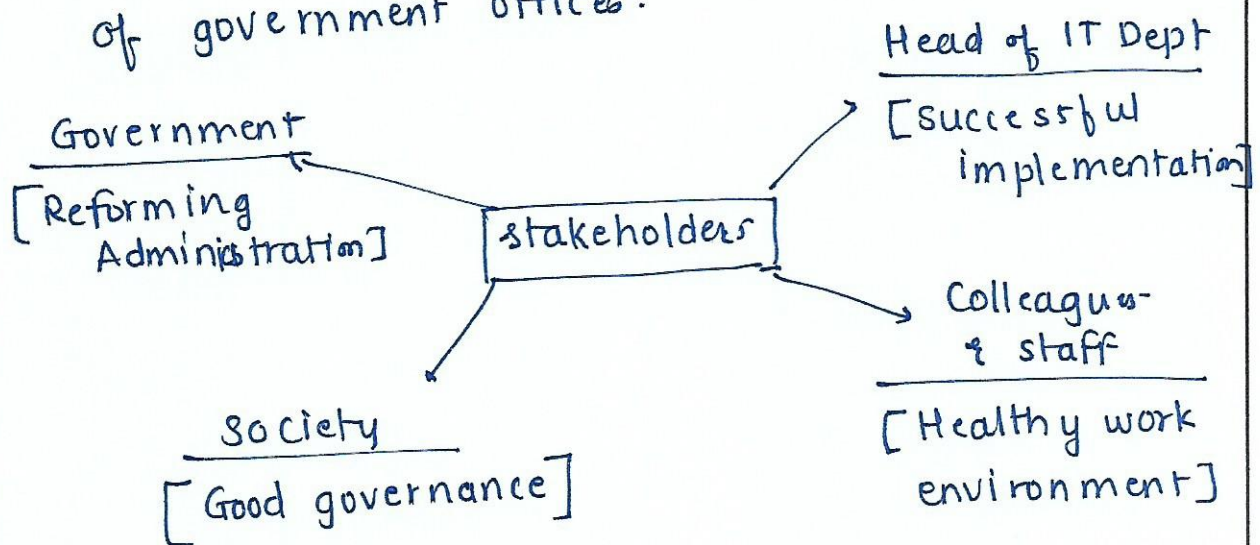 of government offices.
Head of IT Dept
[Successful
implementation]
Government
[Reforming
Administration]
stakeholders
Colleagues
& staff
[Healthy work
environment]
Society
[Good governance]